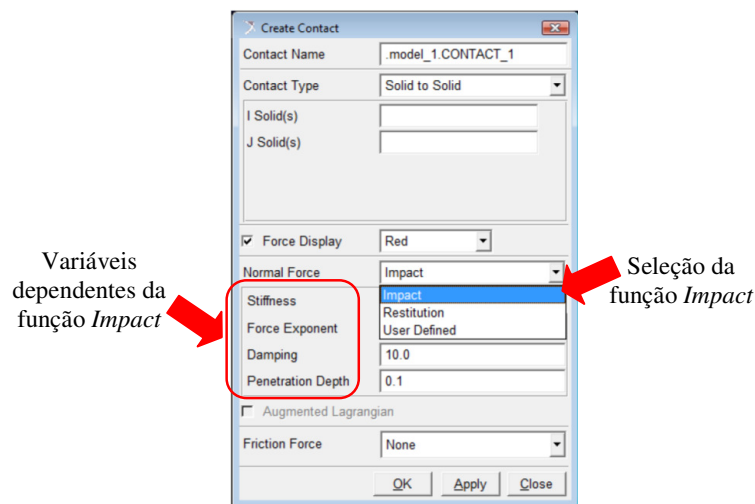 Create Contact
Contact Name .model_1.CONTACT_1
Contact Type Solid to Solid
I Solid(s)
J Solid(s)
Force Display Red
Normal Force Impact
Impact
Restitution
User Defined
Stiffness
Force Exponent
Damping 10.0
Penetration Depth 0.1
Augmented Lagrangian
Friction Force None
OK Apply Close
Variáveis
dependentes da
função Impact
Seleção da
função Impact